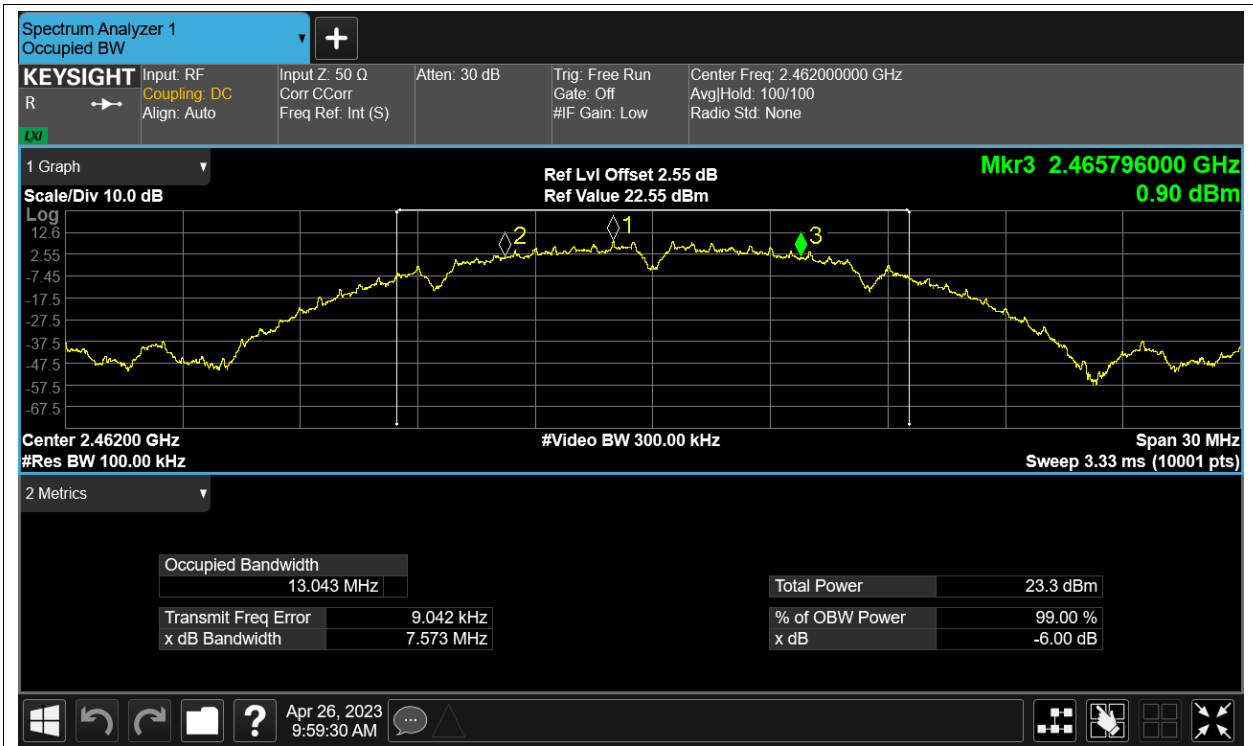 Spectrum Analyzer 1
Occupied BW
KEYSIGHT
R
LXI
Input: RF
Coupling: DC
Align: Auto
Input Z: 50 Ω
Corr CCorr
Freq Ref: Int (S)
Atten: 30 dB
Trig: Free Run
Gate: Off
#IF Gain: Low
Center Freq: 2.462000000 GHz
Avg|Hold: 100/100
Radio Std: None
1 Graph
Scale/Div 10.0 dB
Ref Lvl Offset 2.55 dB
Ref Value 22.55 dBm
Mkr3 2.465796000 GHz
0.90 dBm
Log
12.6
2.55
-7.45
-17.5
-27.5
-37.5
-47.5
-57.5
-67.5
2
1
3
Center 2.46200 GHz
#Res BW 100.00 kHz
#Video BW 300.00 kHz
Span 30 MHz
Sweep 3.33 ms (10001 pts)
2 Metrics
Occupied Bandwidth
13.043 MHz
Transmit Freq Error 9.042 kHz
x dB Bandwidth 7.573 MHz
Total Power 23.3 dBm
% of OBW Power 99.00 %
x dB -6.00 dB
?
Apr 26, 2023
9:59:30 AM